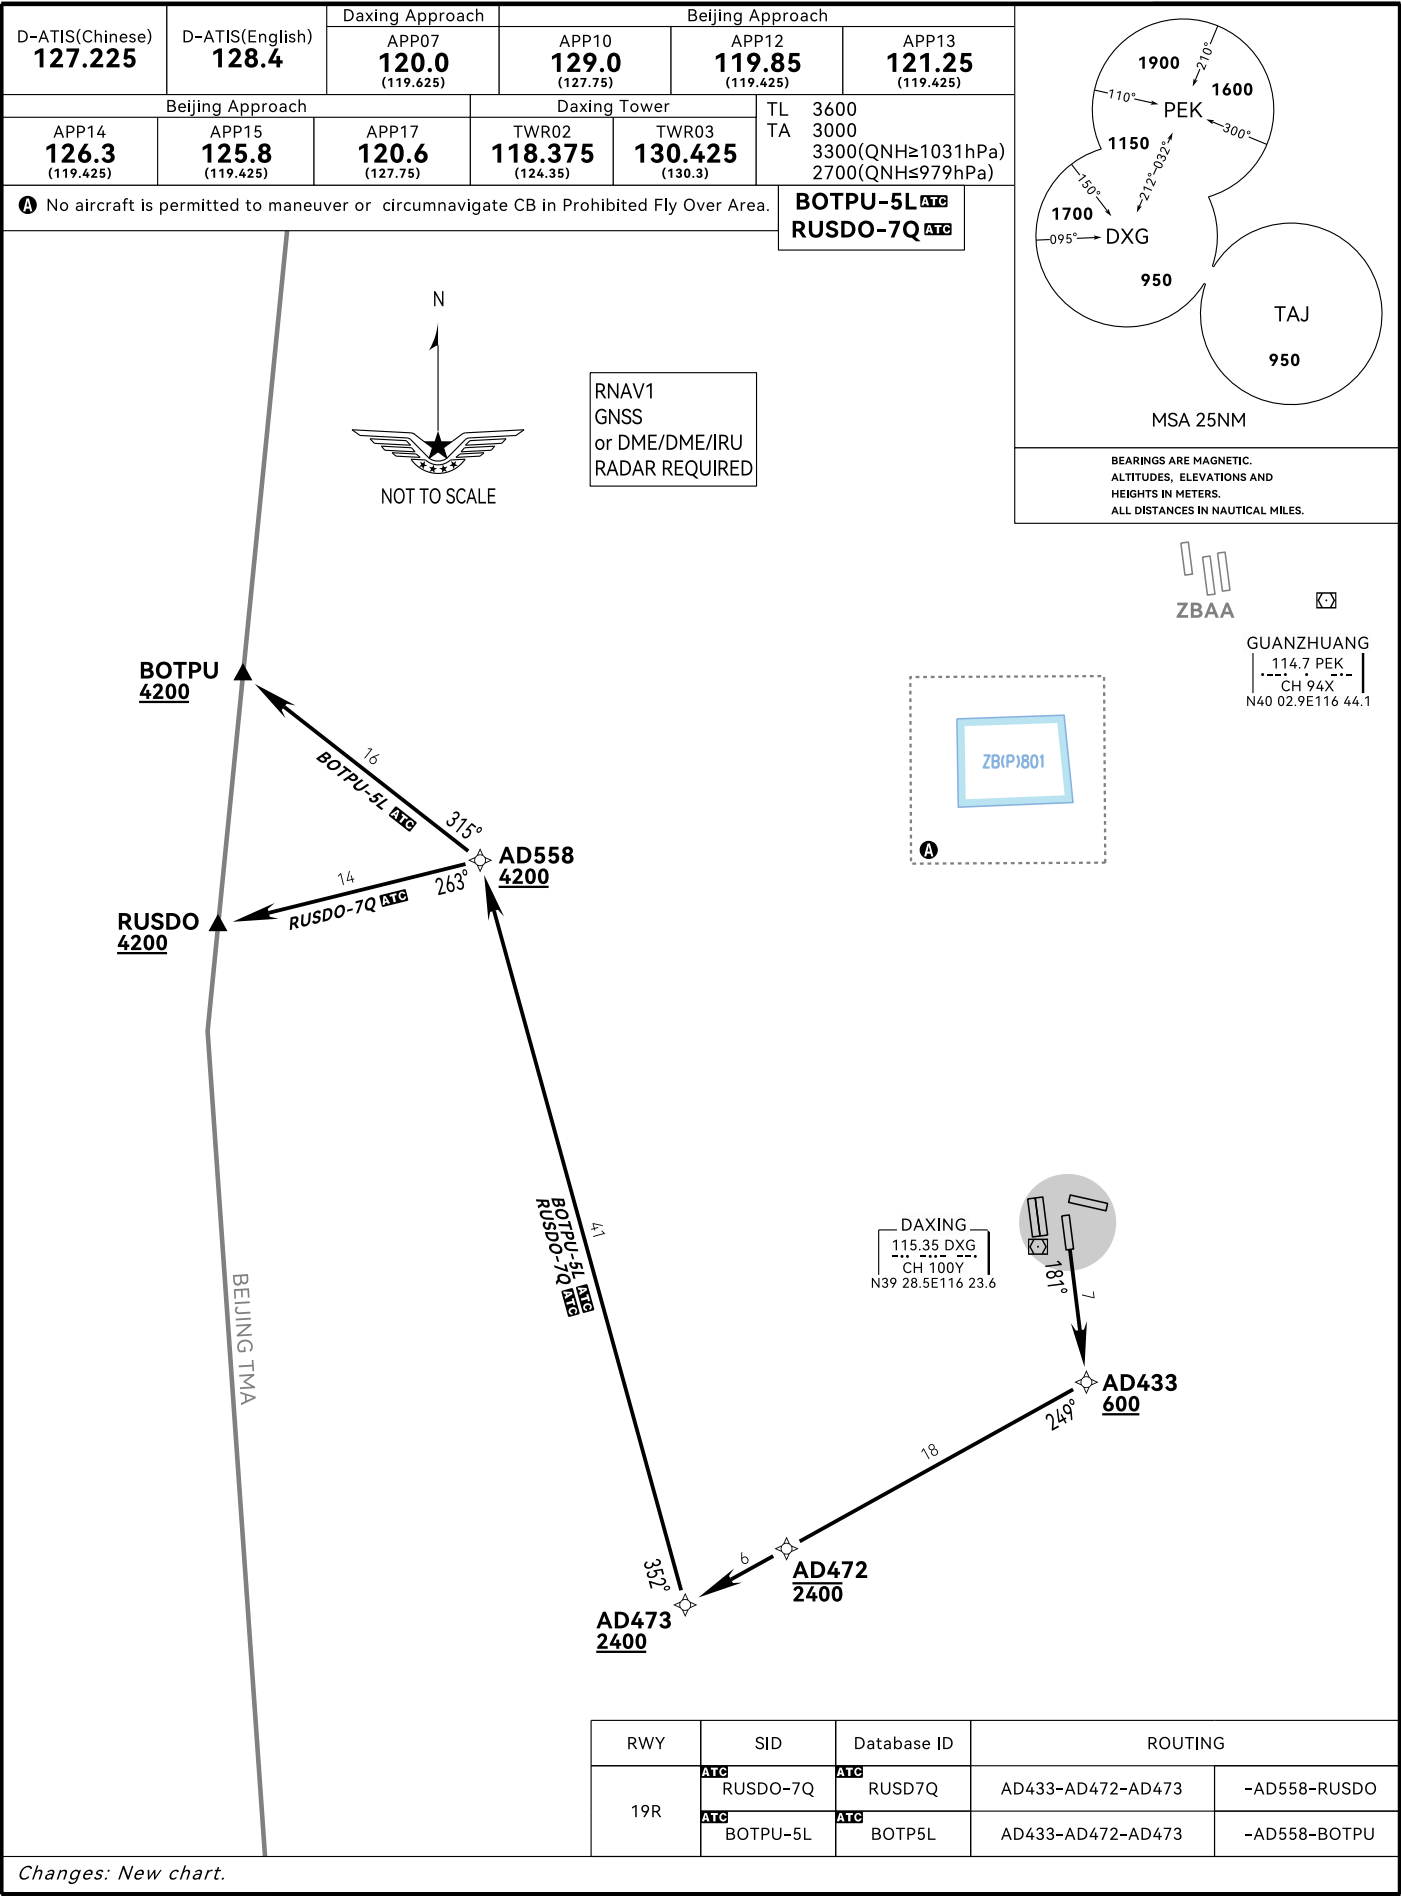 D-ATIS(Chinese)
127.225
D-ATIS(English)
128.4
Daxing Approach
APP07
120.0
(119.625)
Beijing Approach
APP10
129.0
(127.75)
APP12
119.85
(119.425)
APP13
121.25
(119.425)
Beijing Approach
APP14
126.3
(119.425)
APP15
125.8
(119.425)
APP17
120.6
(127.75)
Daxing Tower
TWR02
118.375
(124.35)
TWR03
130.425
(130.3)
TL 3600
TA 3000
3300(QNH≥1031hPa)
2700(QNH≤979hPa)
A No aircraft is permitted to maneuver or circumnavigate CB in Prohibited Fly Over Area.
BOTPU-5L ATC
RUSDO-7Q ATC
1900
210°
1600
110°
PEK
300°
1150
212°-032°
150°
1700
095°
DXG
950
TAJ
950
MSA 25NM
BEARINGS ARE MAGNETIC.
ALTITUDES, ELEVATIONS AND
HEIGHTS IN METERS.
ALL DISTANCES IN NAUTICAL MILES.
N
NOT TO SCALE
RNAV1
GNSS
or DME/DME/IRU
RADAR REQUIRED
ZBAA
GUANZHUANG
114.7 PEK
CH 94X
N40 02.9E116 44.1
BOTPU
4200
16
BOTPU-5L ATC
315°
ZB(P)801
A
AD558
4200
14
263°
RUSDO-7Q ATC
RUSDO
4200
BOTPU-5L ATC
RUSDO-7Q ATC
41
DAXING
115.35 DXG
CH 100Y
N39 28.5E116 23.6
181°
7
BEIJING TMA
AD433
600
249°
18
352°
6
AD472
2400
AD473
2400
RWY SID Database ID ROUTING
19R
ATC RUSDO-7Q ATC RUSD7Q AD433-AD472-AD473 -AD558-RUSDO
ATC BOTPU-5L ATC BOTP5L AD433-AD472-AD473 -AD558-BOTPU
Changes: New chart.